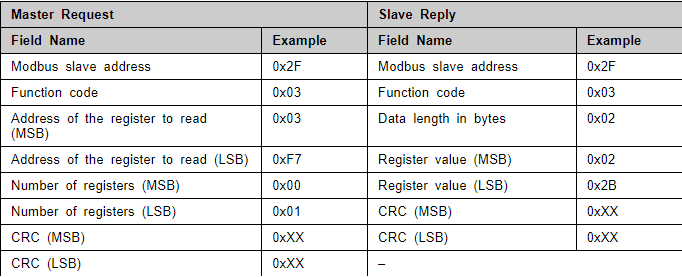 Master Request Slave Reply
Field Name Example Field Name Example
Modbus slave address 0x2F Modbus slave address 0x2F
Function code 0x03 Function code 0x03
Address of the register to read (MSB) 0x03 Data length in bytes 0x02
Address of the register to read (LSB) 0xF7 Register value (MSB) 0x02
Number of registers (MSB) 0x00 Register value (LSB) 0x2B
Number of registers (LSB) 0x01 CRC (MSB) 0xXX
CRC (MSB) 0xXX CRC (LSB) 0xXX
CRC (LSB) 0xXX –